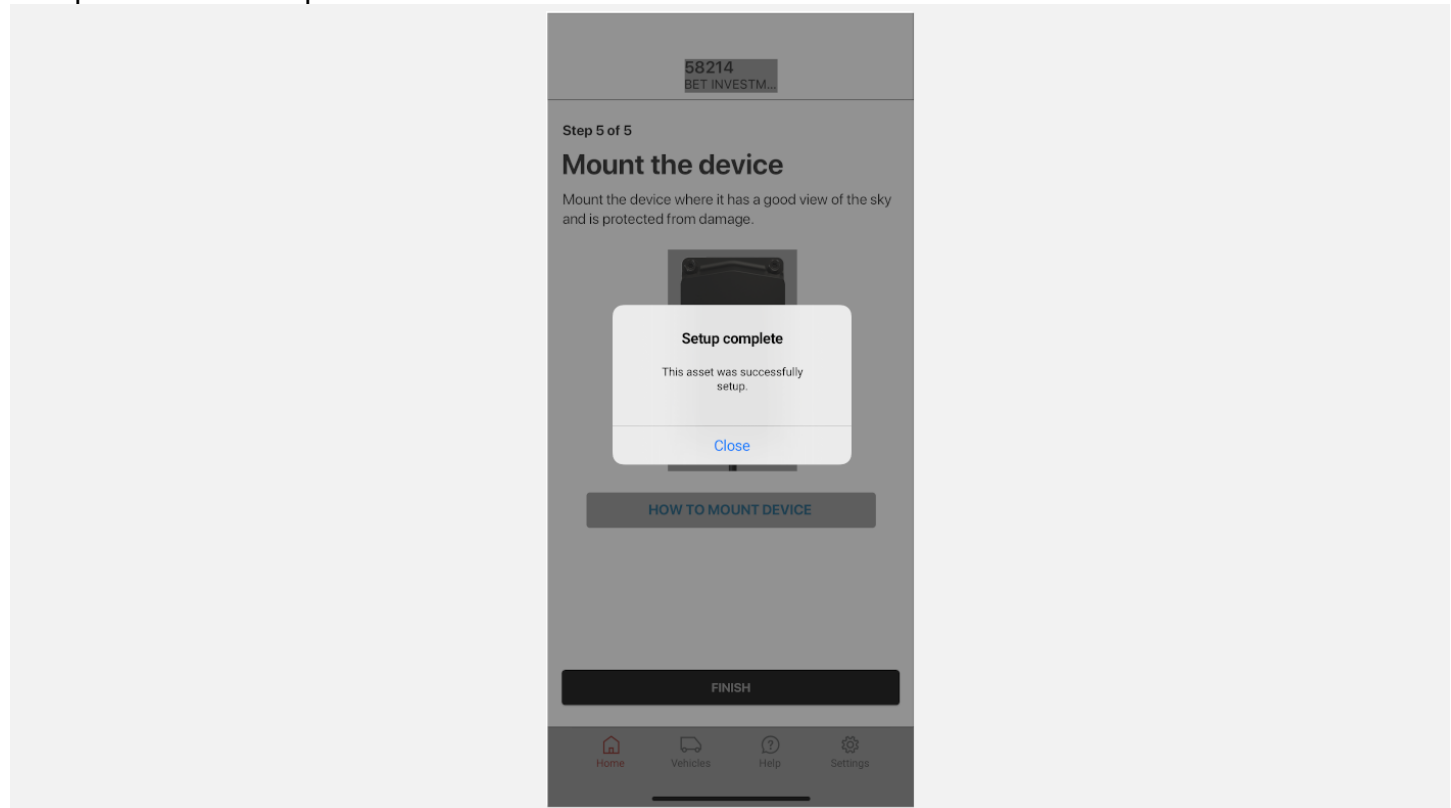 58214
BET INVESTM...
Step 5 of 5
Mount the device
Mount the device where it has a good view of the sky
and is protected from damage.
Setup complete
This asset was successfully
setup.
Close
HOW TO MOUNT DEVICE
FINISH
Home Vehicles Help Settings